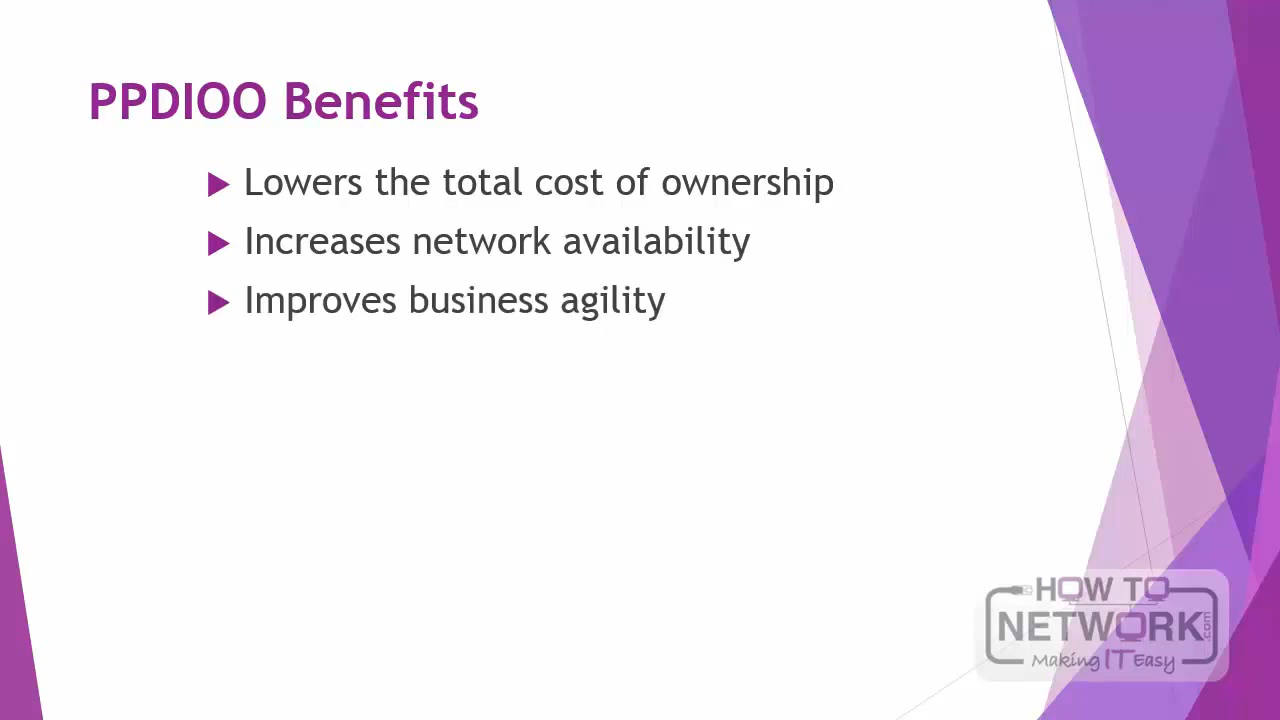 PPDIOO Benefits
Lowers the total cost of ownership
Increases network availability
Improves business agility
HOW TO
NETWORK.com
Making IT Easy